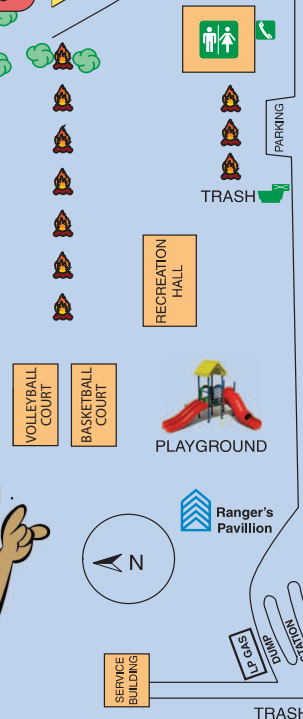 PARKING
TRASH
RECREATION
HALL
VOLLEYBALL
COURT
BASKETBALL
COURT
PLAYGROUND
Ranger's
Pavillion
N
LP GAS
DUMP
STATION
SERVICE
BUILDING
TRASH